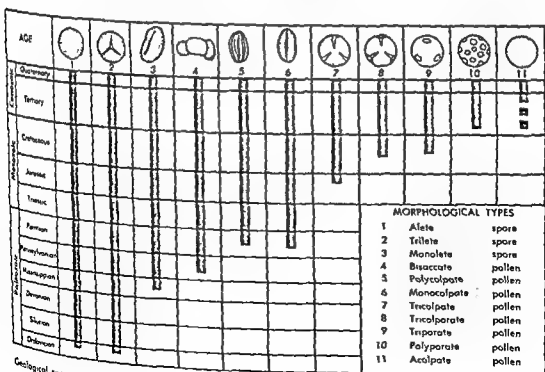 AGE
1 2 3 4 5 6 7 8 9 10 11
Cenozoic
Quaternary
Tertiary
Mesozoic
Cretaceous
Jurassic
Triassic
Paleozoic
Permian
Pennsylvanian
Mississippian
Devonian
Silurian
Ordovician
MORPHOLOGICAL TYPES
1 Alete spore
2 Trilete spore
3 Monolete spore
4 Bisaccate pollen
5 Polycolpate pollen
6 Monocolpate pollen
7 Tricolpate pollen
8 Tricolporate pollen
9 Triporate pollen
10 Polyporate pollen
11 Acolpate pollen
Geological